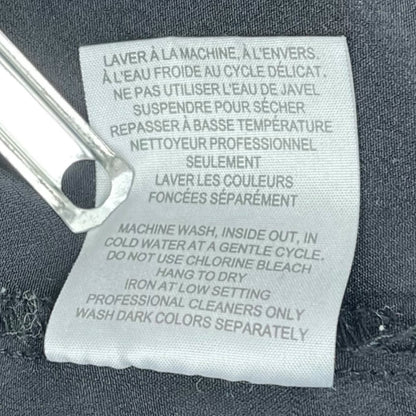 LAVER À LA MACHINE, À L'ENVERS.
À L'EAU FROIDE AU CYCLE DÉLICAT.
NE PAS UTILISER L'EAU DE JAVEL
SUSPENDRE POUR SÉCHER
REPASSER À BASSE TEMPÉRATURE
NETTOYEUR PROFESSIONNEL
SEULEMENT
LAVER LES COULEURS
FONCÉES SÉPARÉMENT
MACHINE WASH, INSIDE OUT, IN
COLD WATER AT A GENTLE CYCLE.
DO NOT USE CHLORINE BLEACH
HANG TO DRY
IRON AT LOW SETTING
PROFESSIONAL CLEANERS ONLY
WASH DARK COLORS SEPARATELY